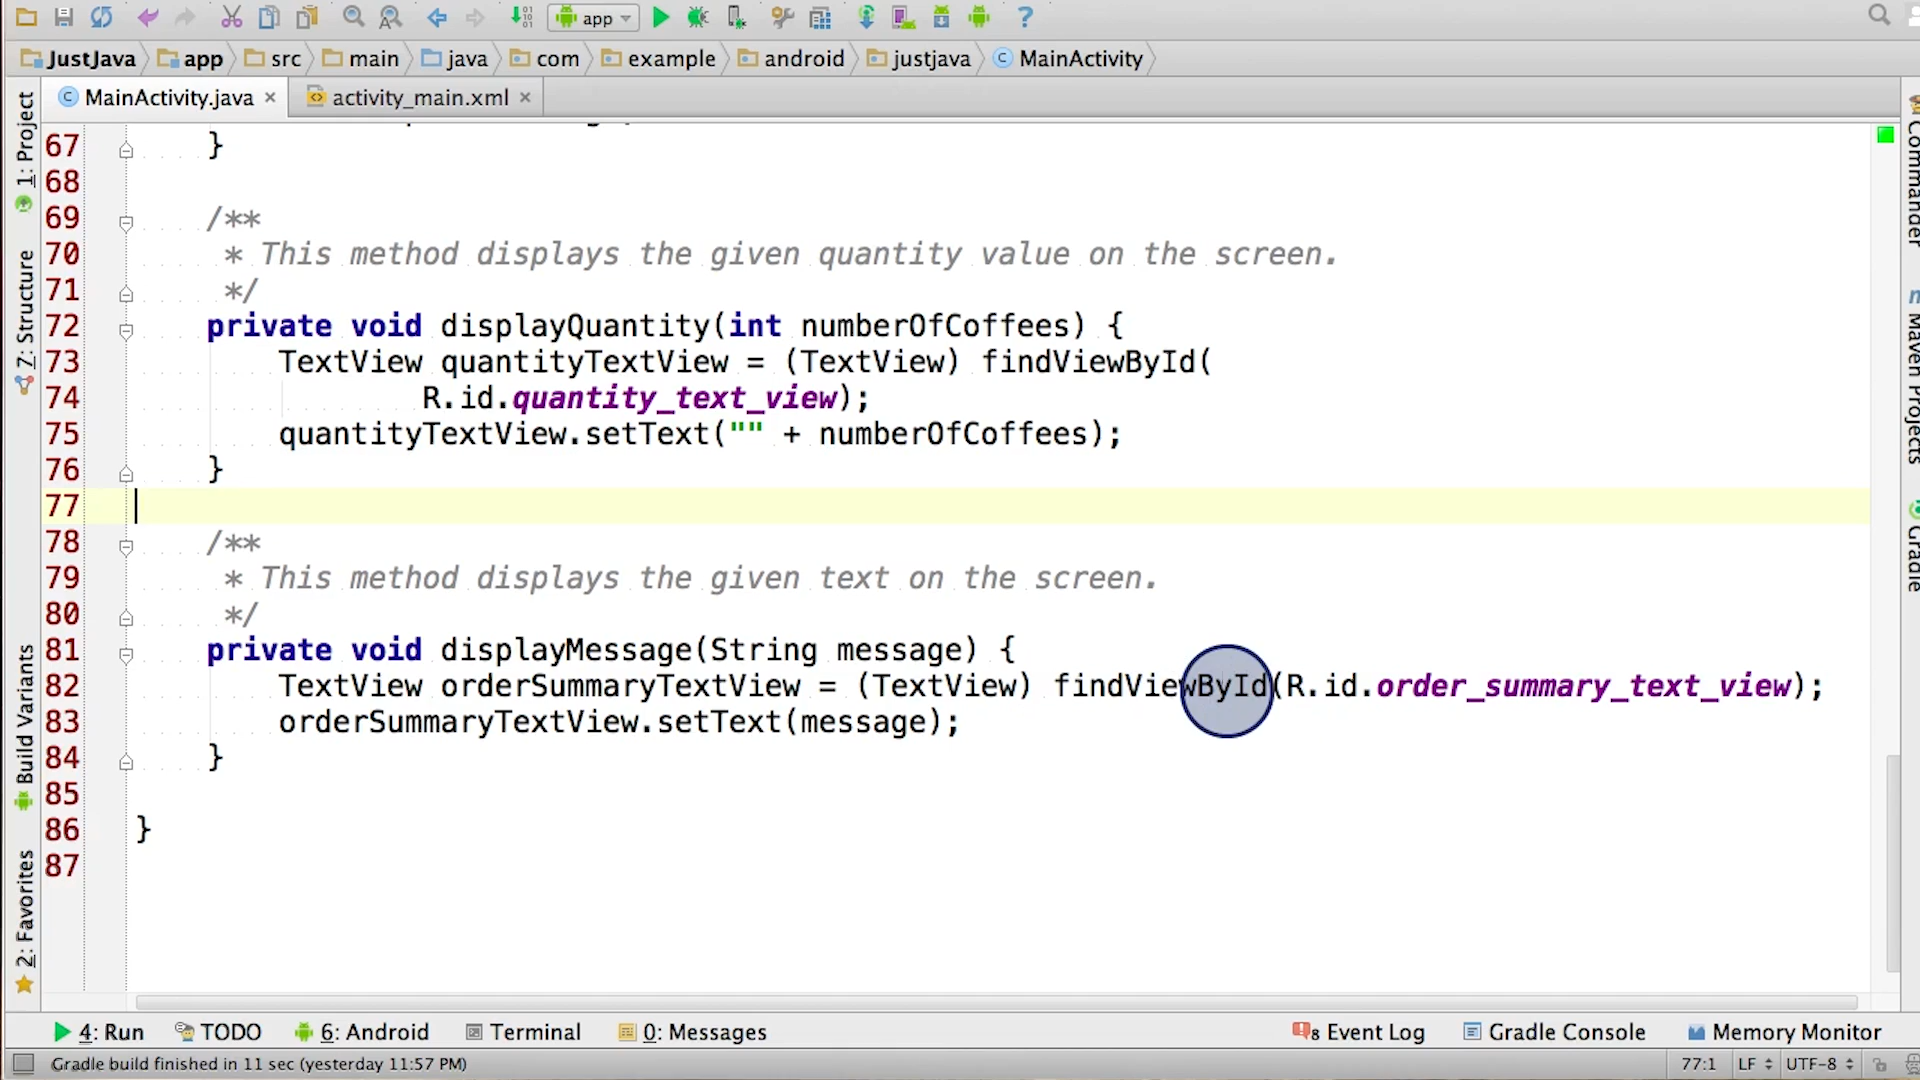 app
JustJava app src main java com example android justjava MainActivity
MainActivity.java × activity_main.xml ×
67 }
68
69 /**
70 * This method displays the given quantity value on the screen.
71 */
72 private void displayQuantity(int numberOfCoffees) {
73 TextView quantityTextView = (TextView) findViewById(
74 R.id.quantity_text_view);
75 quantityTextView.setText("" + numberOfCoffees);
76 }
77
78 /**
79 * This method displays the given text on the screen.
80 */
81 private void displayMessage(String message) {
82 TextView orderSummaryTextView = (TextView) findViewById(R.id.order_summary_text_view);
83 orderSummaryTextView.setText(message);
84 }
85
86 }
87
1: Project
Z: Structure
Build Variants
2: Favorites
Commander
Maven Projects
Gradle
4: Run TODO 6: Android Terminal 0: Messages 8 Event Log Gradle Console Memory Monitor
Gradle build finished in 11 sec (yesterday 11:57 PM) 77:1 LF UTF-8